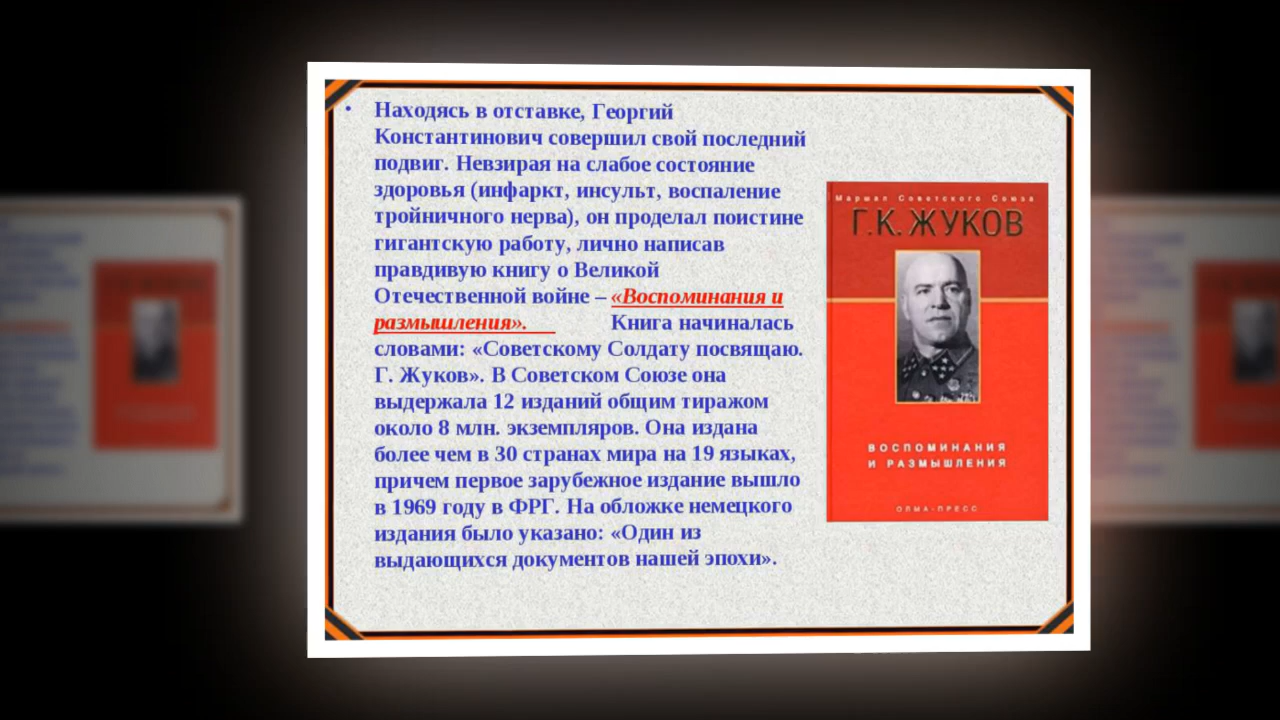 • Находясь в отставке, Георгий
Константинович совершил свой последний
подвиг. Невзирая на слабое состояние
здоровья (инфаркт, инсульт, воспаление
тройничного нерва), он проделал поистине
гигантскую работу, лично написав
правдивую книгу о Великой
Отечественной войне – «Воспоминания и
размышления». Книга начиналась
словами: «Советскому Солдату посвящаю.
Г. Жуков». В Советском Союзе она
выдержала 12 изданий общим тиражом
около 8 млн. экземпляров. Она издана
более чем в 30 странах мира на 19 языках,
причем первое зарубежное издание вышло
в 1969 году в ФРГ. На обложке немецкого
издания было указано: «Один из
выдающихся документов нашей эпохи».
Маршал Советского Союза
Г.К. ЖУКОВ
ВОСПОМИНАНИЯ
И РАЗМЫШЛЕНИЯ
ОЛМА-ПРЕСС